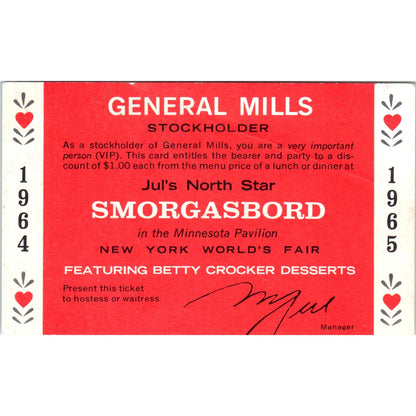 GENERAL MILLS
STOCKHOLDER
As a stockholder of General Mills, you are a very important
person (VIP). This card entitles the bearer and party to a dis-
count of $1.00 each from the menu price of a lunch or dinner at
Jul's North Star
SMORGASBORD
in the Minnesota Pavilion
NEW YORK WORLD'S FAIR
FEATURING BETTY CROCKER DESSERTS
Present this ticket
to hostess or waitress
Manager
1964
1965